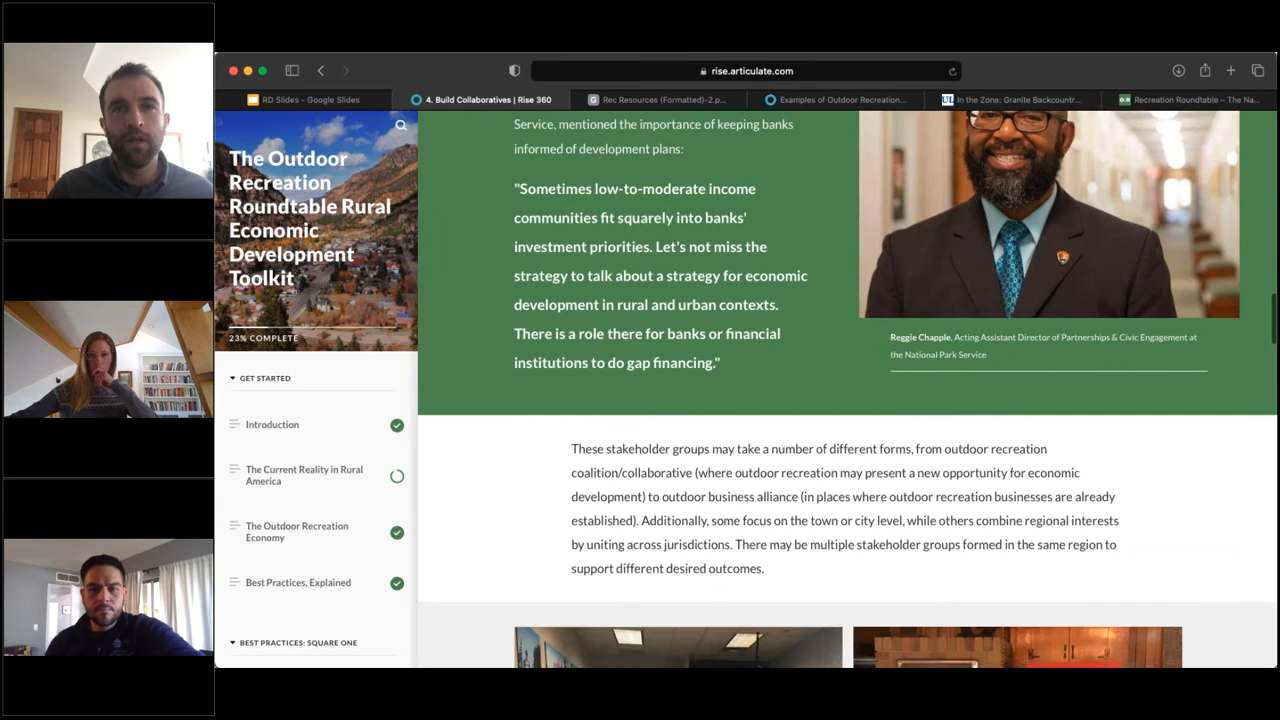 rise.articulate.com
RD Slides - Google Slides
4. Build Collaboratives | Rise 360
Rec Resources (Formatted)-2.p...
Examples of Outdoor Recreation...
In the Zone: Granite Backcountr...
Recreation Roundtable – The Na...
The Outdoor
Recreation
Roundtable Rural
Economic
Development
Toolkit
23% COMPLETE
GET STARTED
Introduction
The Current Reality in Rural
America
The Outdoor Recreation
Economy
Best Practices, Explained
BEST PRACTICES: SQUARE ONE
Service, mentioned the importance of keeping banks
informed of development plans:
"Sometimes low-to-moderate income
communities fit squarely into banks'
investment priorities. Let's not miss the
strategy to talk about a strategy for economic
development in rural and urban contexts.
There is a role there for banks or financial
institutions to do gap financing."
Reggie Chapple, Acting Assistant Director of Partnerships & Civic Engagement at
the National Park Service
These stakeholder groups may take a number of different forms, from outdoor recreation
coalition/collaborative (where outdoor recreation may present a new opportunity for economic
development) to outdoor business alliance (in places where outdoor recreation businesses are already
established). Additionally, some focus on the town or city level, while others combine regional interests
by uniting across jurisdictions. There may be multiple stakeholder groups formed in the same region to
support different desired outcomes.